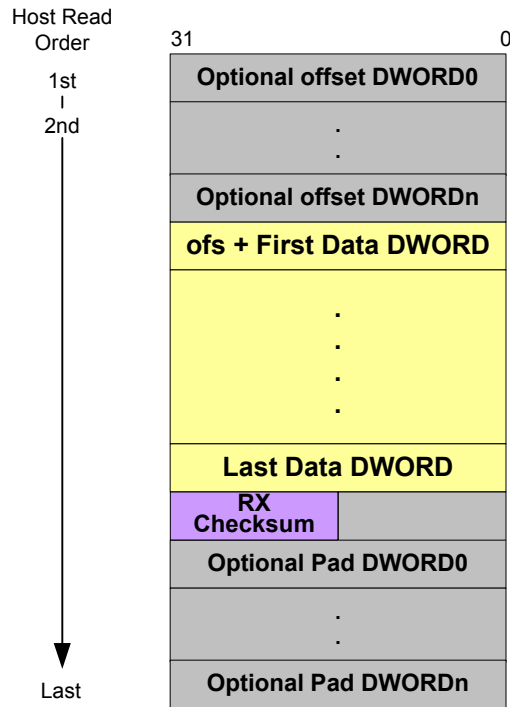 Host Read
Order
31
0
1st
2nd
Optional offset DWORD0
.
.
Optional offset DWORDn
ofs + First Data DWORD
.
.
.
.
Last Data DWORD
RX
Checksum
Optional Pad DWORD0
.
.
Optional Pad DWORDn
Last